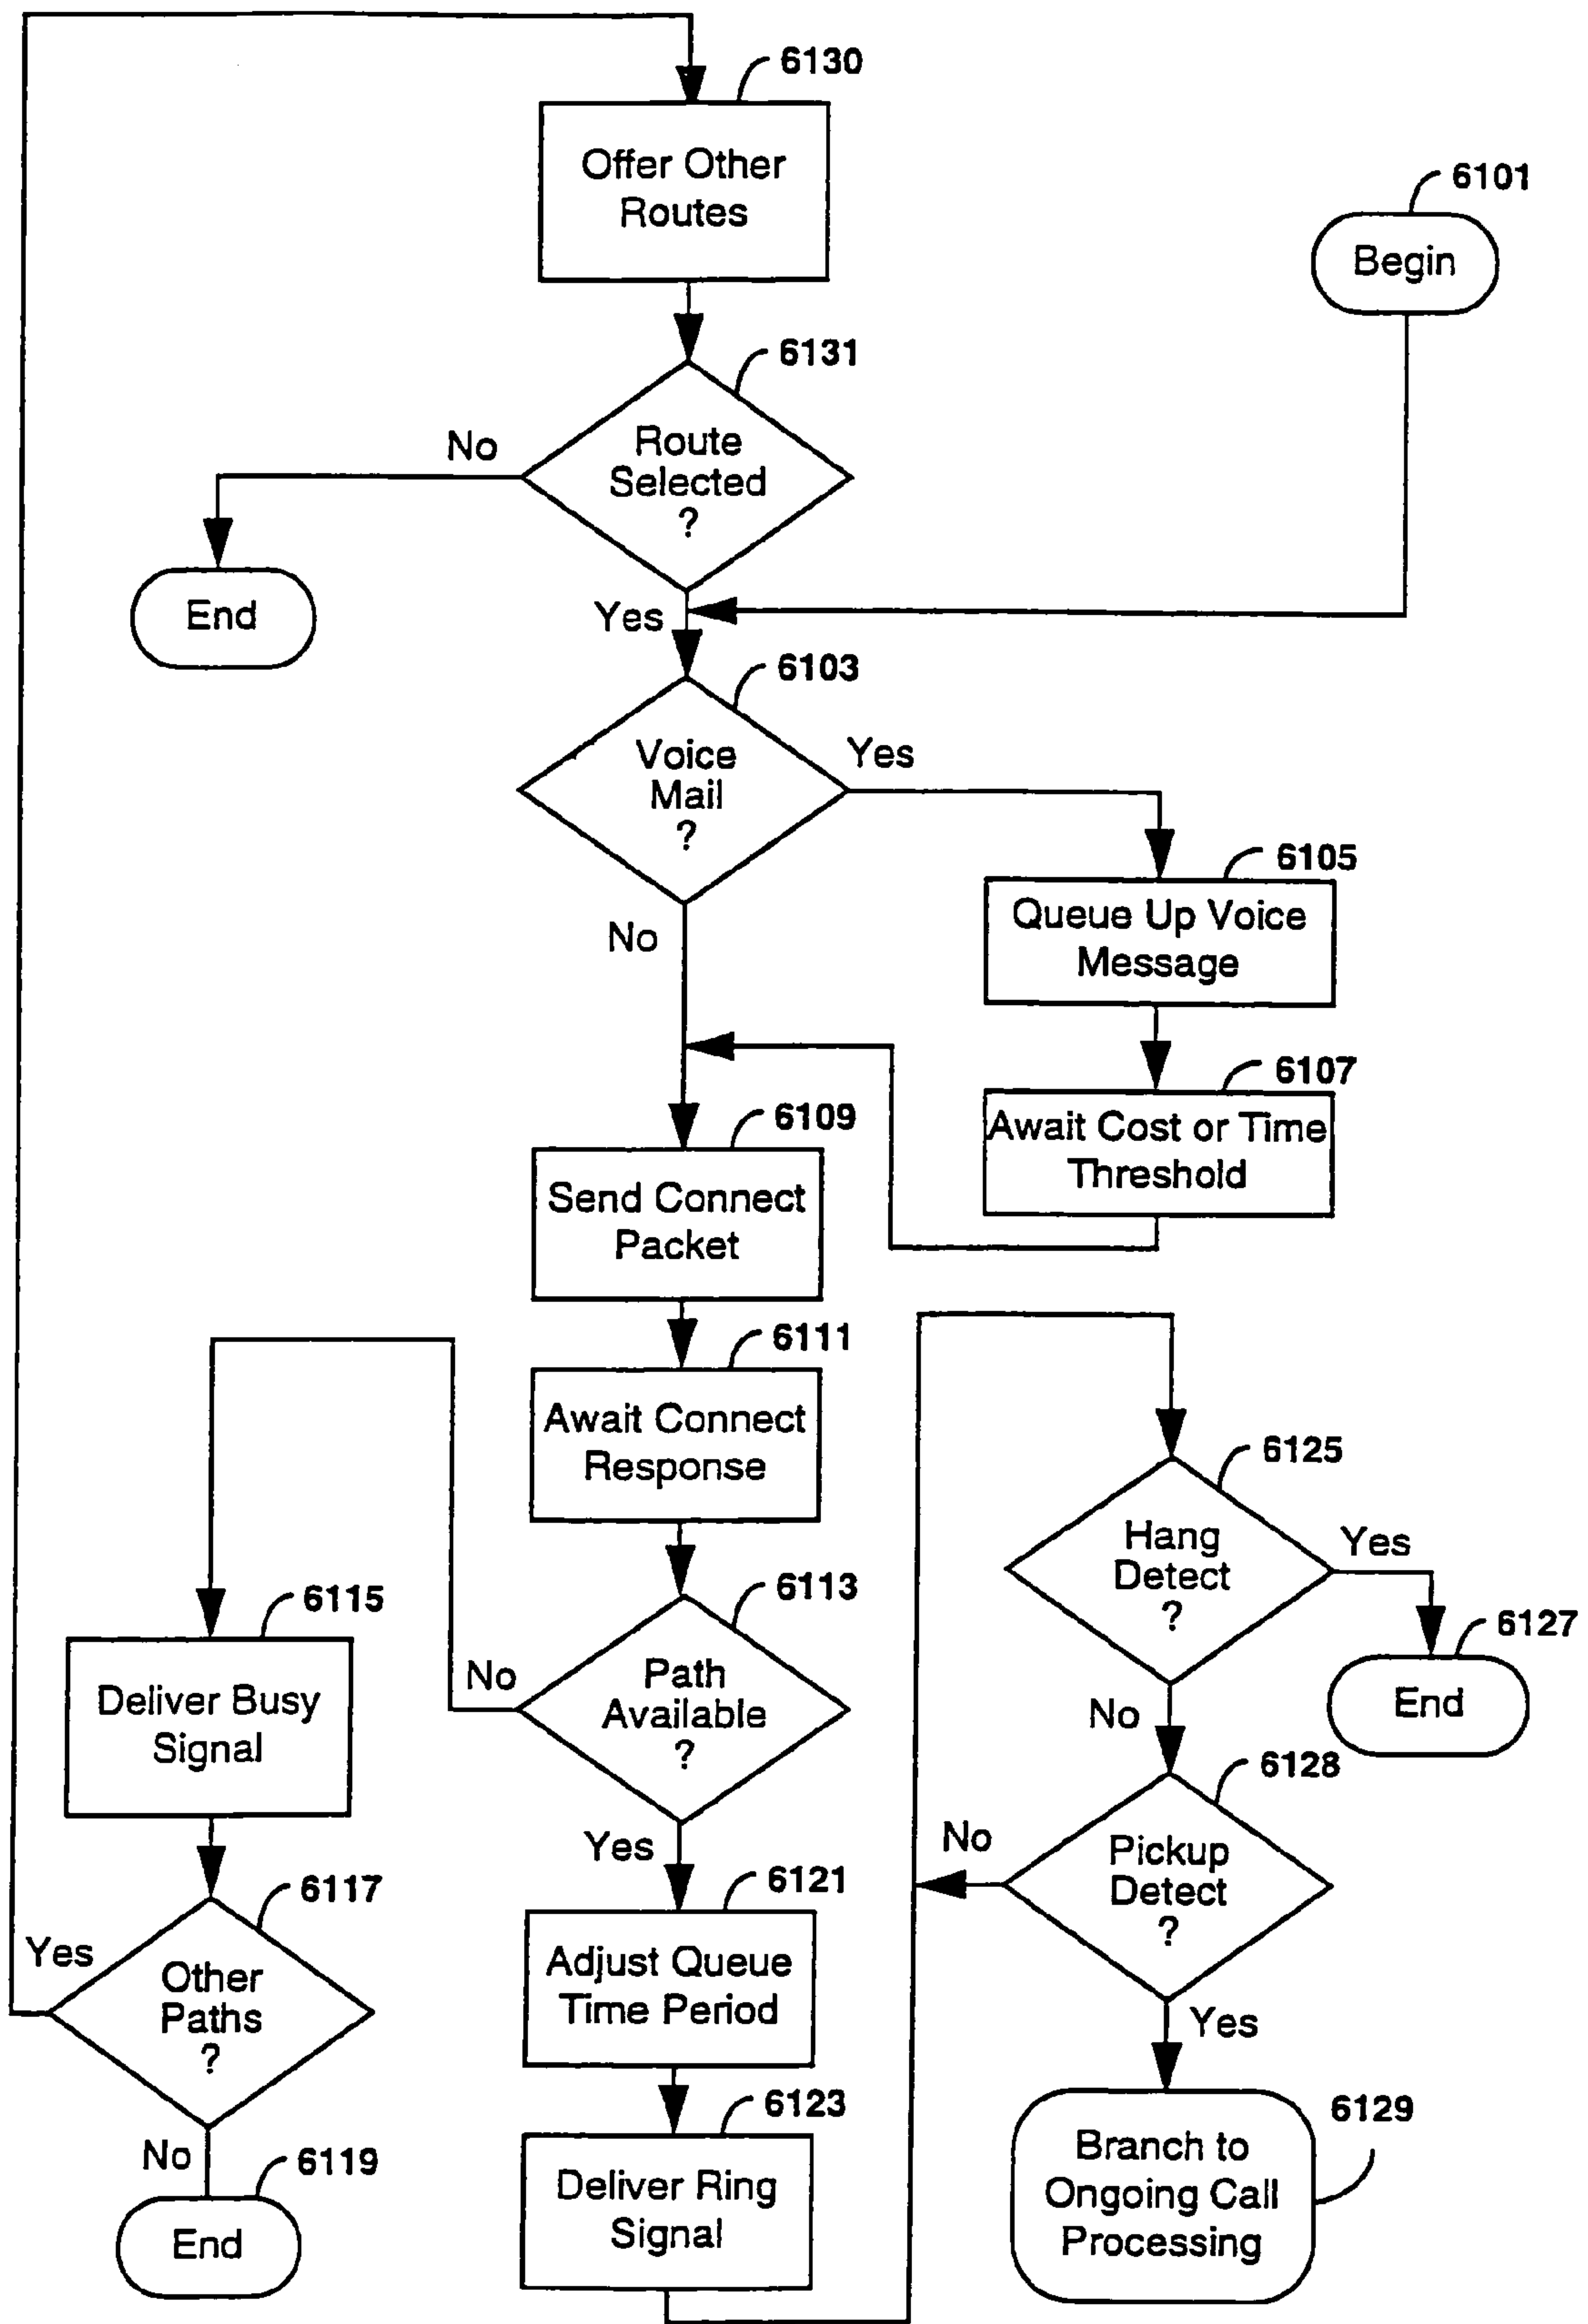 6130
Offer Other
Routes
6101
Begin
6131
Route
Selected
?
No
End
Yes
6103
Voice
Mail
?
Yes
No
6105
Queue Up Voice
Message
6107
Await Cost or Time
Threshold
6109
Send Connect
Packet
6111
Await Connect
Response
6113
Path
Available
?
No
6115
Deliver Busy
Signal
6117
Other
Paths
?
Yes
No
6119
End
Yes
6121
Adjust Queue
Time Period
6123
Deliver Ring
Signal
6125
Hang
Detect
?
Yes
6127
End
No
6128
Pickup
Detect
?
No
Yes
6129
Branch to
Ongoing Call
Processing